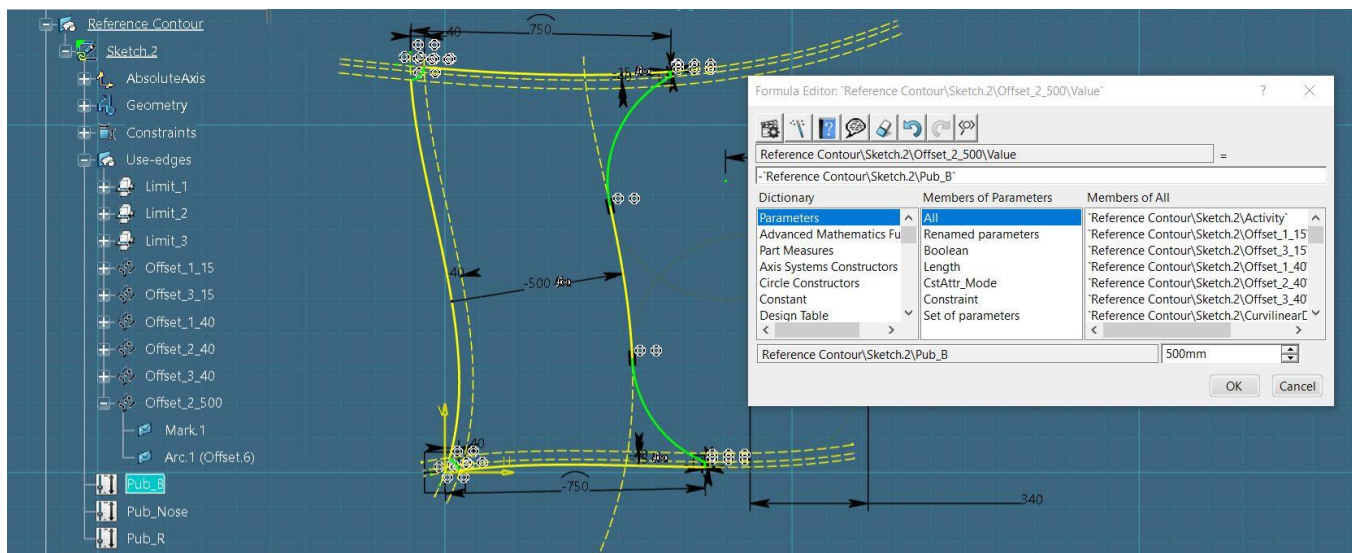 Reference Contour
Sketch.2
AbsoluteAxis
Geometry
Constraints
Use-edges
Limit_1
Limit_2
Limit_3
Offset_1_15
Offset_3_15
Offset_1_40
Offset_2_40
Offset_3_40
Offset_2_500
Mark.1
Arc.1 (Offset.6)
Pub_B
Pub_Nose
Pub_R
40
750
-15
40
-500
-40
-750
340
V
H
Formula Editor: `Reference Contour\Sketch.2\Offset_2_500\Value`
? ×
Reference Contour\Sketch.2\Offset_2_500\Value =
-`Reference Contour\Sketch.2\Pub_B`
Dictionary Members of Parameters Members of All
Parameters All `Reference Contour\Sketch.2\Activity`
Advanced Mathematics Fu Renamed parameters `Reference Contour\Sketch.2\Offset_1_15
Part Measures Boolean `Reference Contour\Sketch.2\Offset_3_15
Axis Systems Constructors Length `Reference Contour\Sketch.2\Offset_1_40
Circle Constructors CstAttr_Mode `Reference Contour\Sketch.2\Offset_2_40
Constant Constraint `Reference Contour\Sketch.2\Offset_3_40
Design Table Set of parameters `Reference Contour\Sketch.2\CurvilinearD
Reference Contour\Sketch.2\Pub_B 500mm
OK Cancel